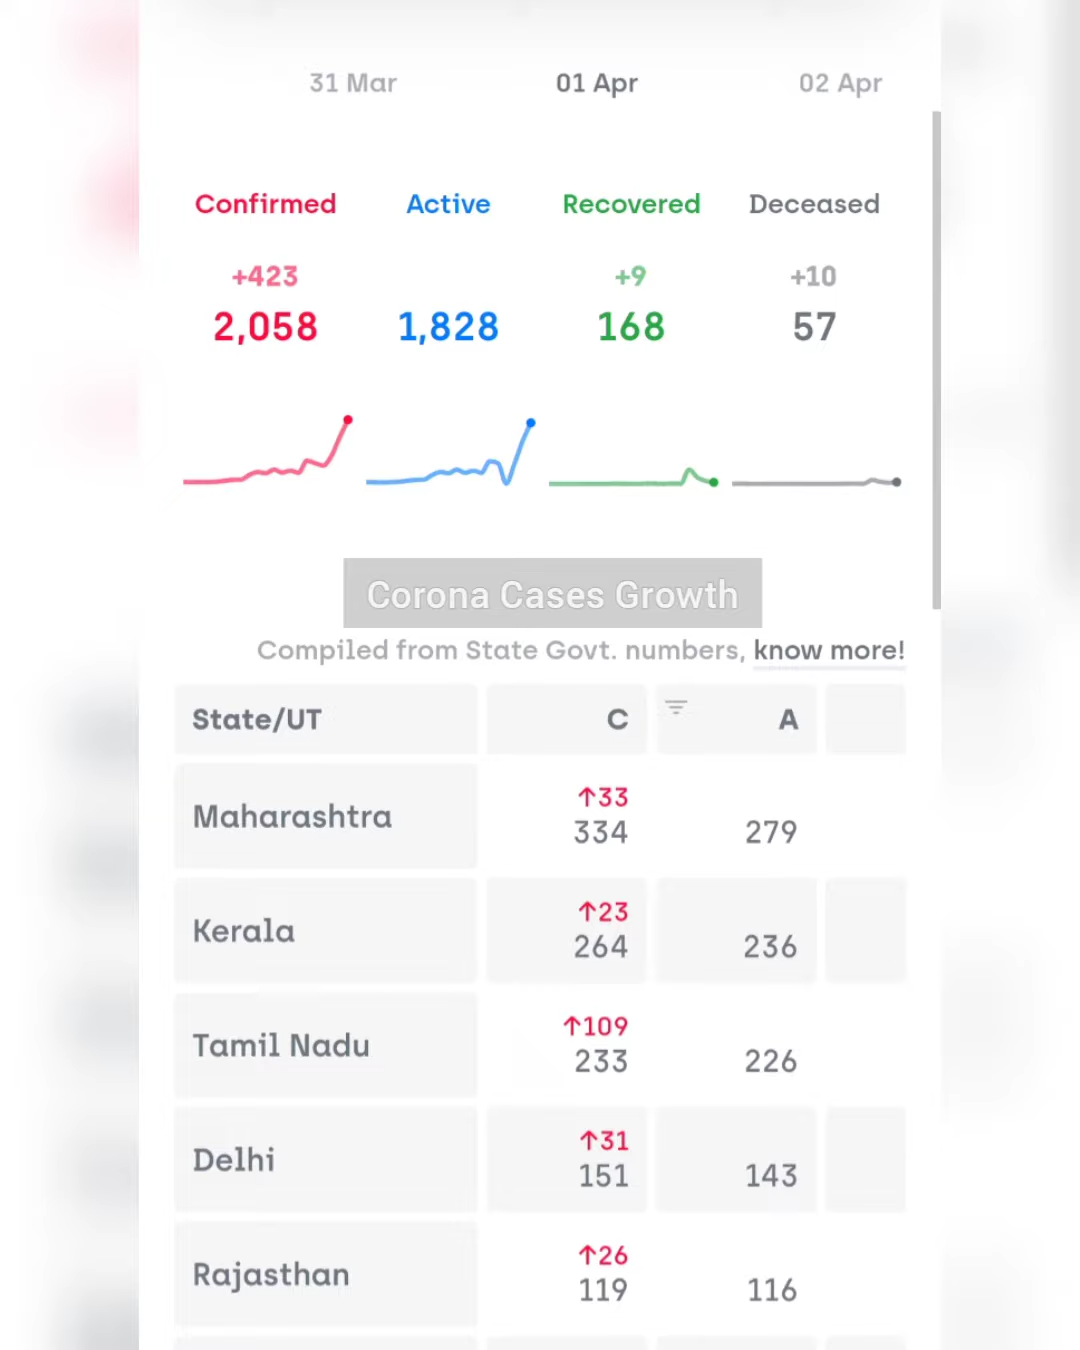 31 Mar 01 Apr 02 Apr
Confirmed Active Recovered Deceased
+423 +9 +10
2,058 1,828 168 57
Corona Cases Growth
Compiled from State Govt. numbers, know more!
State/UT C A
↑33
Maharashtra 334 279
↑23
Kerala 264 236
↑109
Tamil Nadu 233 226
↑31
Delhi 151 143
↑26
Rajasthan 119 116